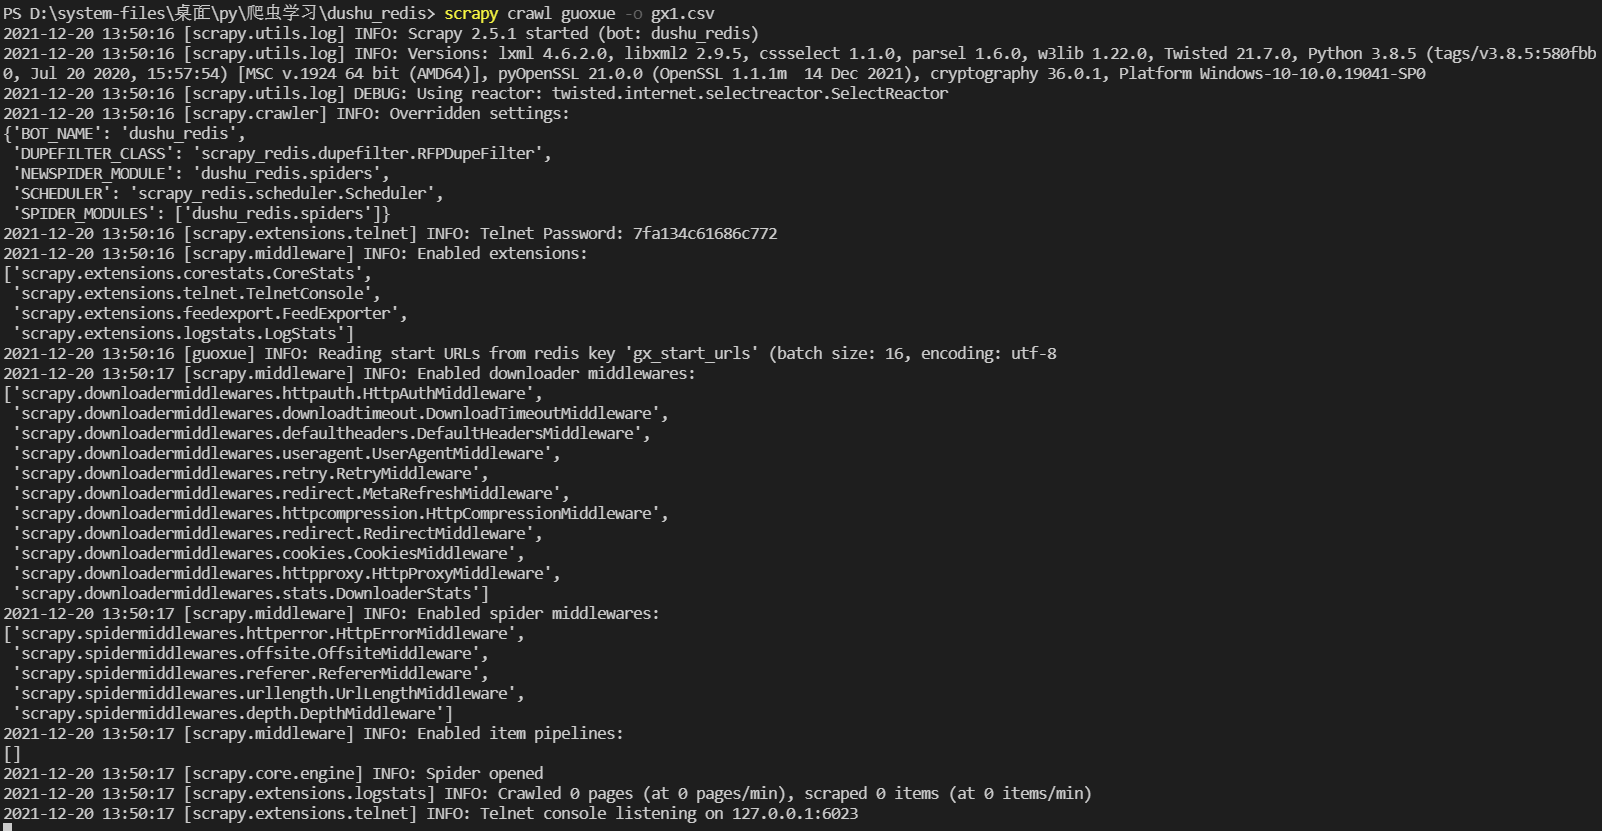 PS D:\system-files\桌面\py\爬虫学习\dushu_redis> scrapy crawl guoxue -o gx1.csv
2021-12-20 13:50:16 [scrapy.utils.log] INFO: Scrapy 2.5.1 started (bot: dushu_redis)
2021-12-20 13:50:16 [scrapy.utils.log] INFO: Versions: lxml 4.6.2.0, libxml2 2.9.5, cssselect 1.1.0, parsel 1.6.0, w3lib 1.22.0, Twisted 21.7.0, Python 3.8.5 (tags/v3.8.5:580fbb
0, Jul 20 2020, 15:57:54) [MSC v.1924 64 bit (AMD64)], pyOpenSSL 21.0.0 (OpenSSL 1.1.1m  14 Dec 2021), cryptography 36.0.1, Platform Windows-10-10.0.19041-SP0
2021-12-20 13:50:16 [scrapy.utils.log] DEBUG: Using reactor: twisted.internet.selectreactor.SelectReactor
2021-12-20 13:50:16 [scrapy.crawler] INFO: Overridden settings:
{'BOT_NAME': 'dushu_redis',
 'DUPEFILTER_CLASS': 'scrapy_redis.dupefilter.RFPDupeFilter',
 'NEWSPIDER_MODULE': 'dushu_redis.spiders',
 'SCHEDULER': 'scrapy_redis.scheduler.Scheduler',
 'SPIDER_MODULES': ['dushu_redis.spiders']}
2021-12-20 13:50:16 [scrapy.extensions.telnet] INFO: Telnet Password: 7fa134c61686c772
2021-12-20 13:50:16 [scrapy.middleware] INFO: Enabled extensions:
['scrapy.extensions.corestats.CoreStats',
 'scrapy.extensions.telnet.TelnetConsole',
 'scrapy.extensions.feedexport.FeedExporter',
 'scrapy.extensions.logstats.LogStats']
2021-12-20 13:50:16 [guoxue] INFO: Reading start URLs from redis key 'gx_start_urls' (batch size: 16, encoding: utf-8
2021-12-20 13:50:17 [scrapy.middleware] INFO: Enabled downloader middlewares:
['scrapy.downloadermiddlewares.httpauth.HttpAuthMiddleware',
 'scrapy.downloadermiddlewares.downloadtimeout.DownloadTimeoutMiddleware',
 'scrapy.downloadermiddlewares.defaultheaders.DefaultHeadersMiddleware',
 'scrapy.downloadermiddlewares.useragent.UserAgentMiddleware',
 'scrapy.downloadermiddlewares.retry.RetryMiddleware',
 'scrapy.downloadermiddlewares.redirect.MetaRefreshMiddleware',
 'scrapy.downloadermiddlewares.httpcompression.HttpCompressionMiddleware',
 'scrapy.downloadermiddlewares.redirect.RedirectMiddleware',
 'scrapy.downloadermiddlewares.cookies.CookiesMiddleware',
 'scrapy.downloadermiddlewares.httpproxy.HttpProxyMiddleware',
 'scrapy.downloadermiddlewares.stats.DownloaderStats']
2021-12-20 13:50:17 [scrapy.middleware] INFO: Enabled spider middlewares:
['scrapy.spidermiddlewares.httperror.HttpErrorMiddleware',
 'scrapy.spidermiddlewares.offsite.OffsiteMiddleware',
 'scrapy.spidermiddlewares.referer.RefererMiddleware',
 'scrapy.spidermiddlewares.urllength.UrlLengthMiddleware',
 'scrapy.spidermiddlewares.depth.DepthMiddleware']
2021-12-20 13:50:17 [scrapy.middleware] INFO: Enabled item pipelines:
[]
2021-12-20 13:50:17 [scrapy.core.engine] INFO: Spider opened
2021-12-20 13:50:17 [scrapy.extensions.logstats] INFO: Crawled 0 pages (at 0 pages/min), scraped 0 items (at 0 items/min)
2021-12-20 13:50:17 [scrapy.extensions.telnet] INFO: Telnet console listening on 127.0.0.1:6023